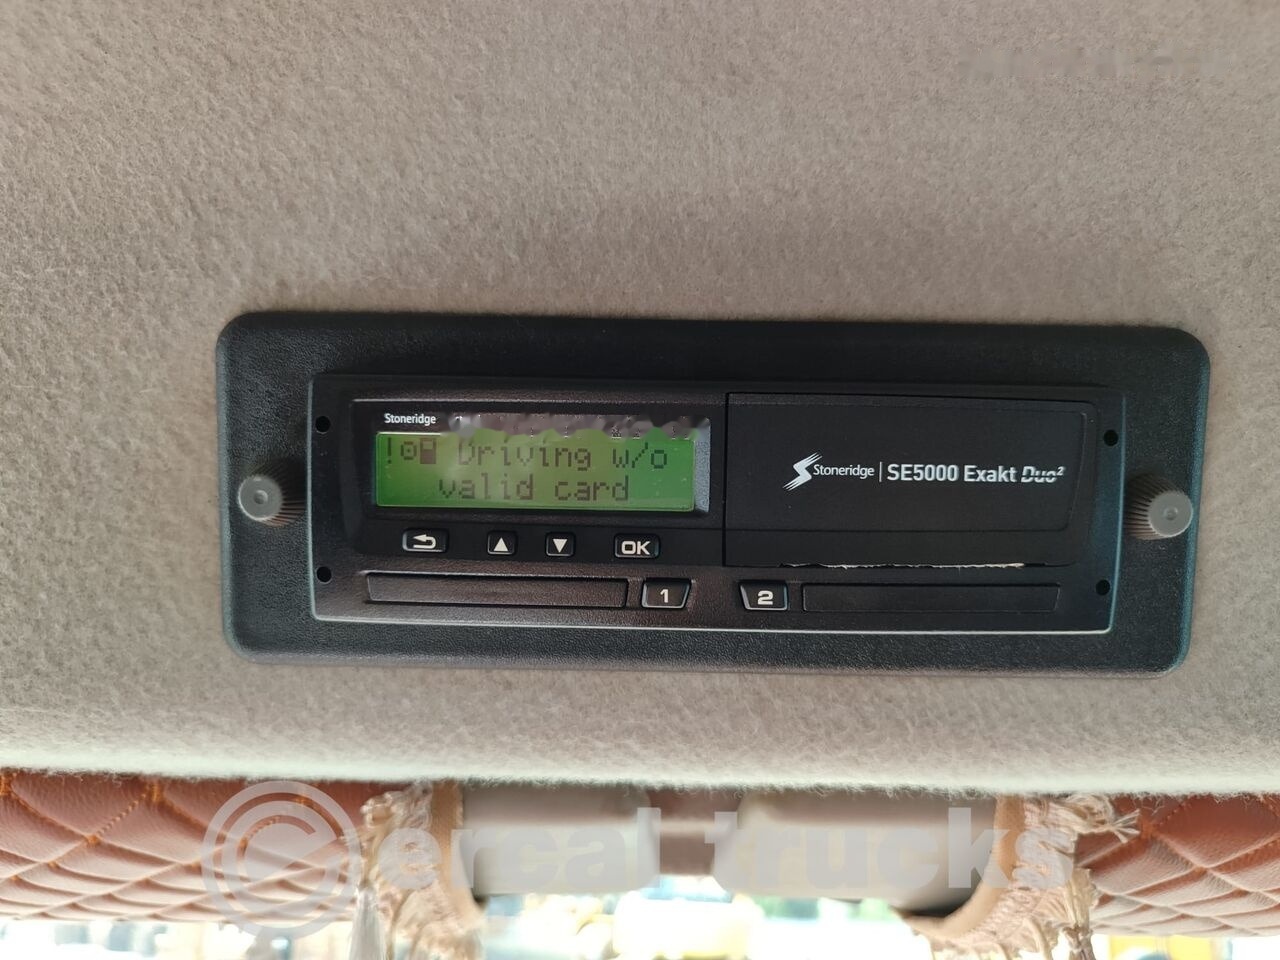 Stoneridge
! Driving w/o
valid card
Stoneridge | SE5000 Exakt Duo²
OK
1
2
ercal trucks